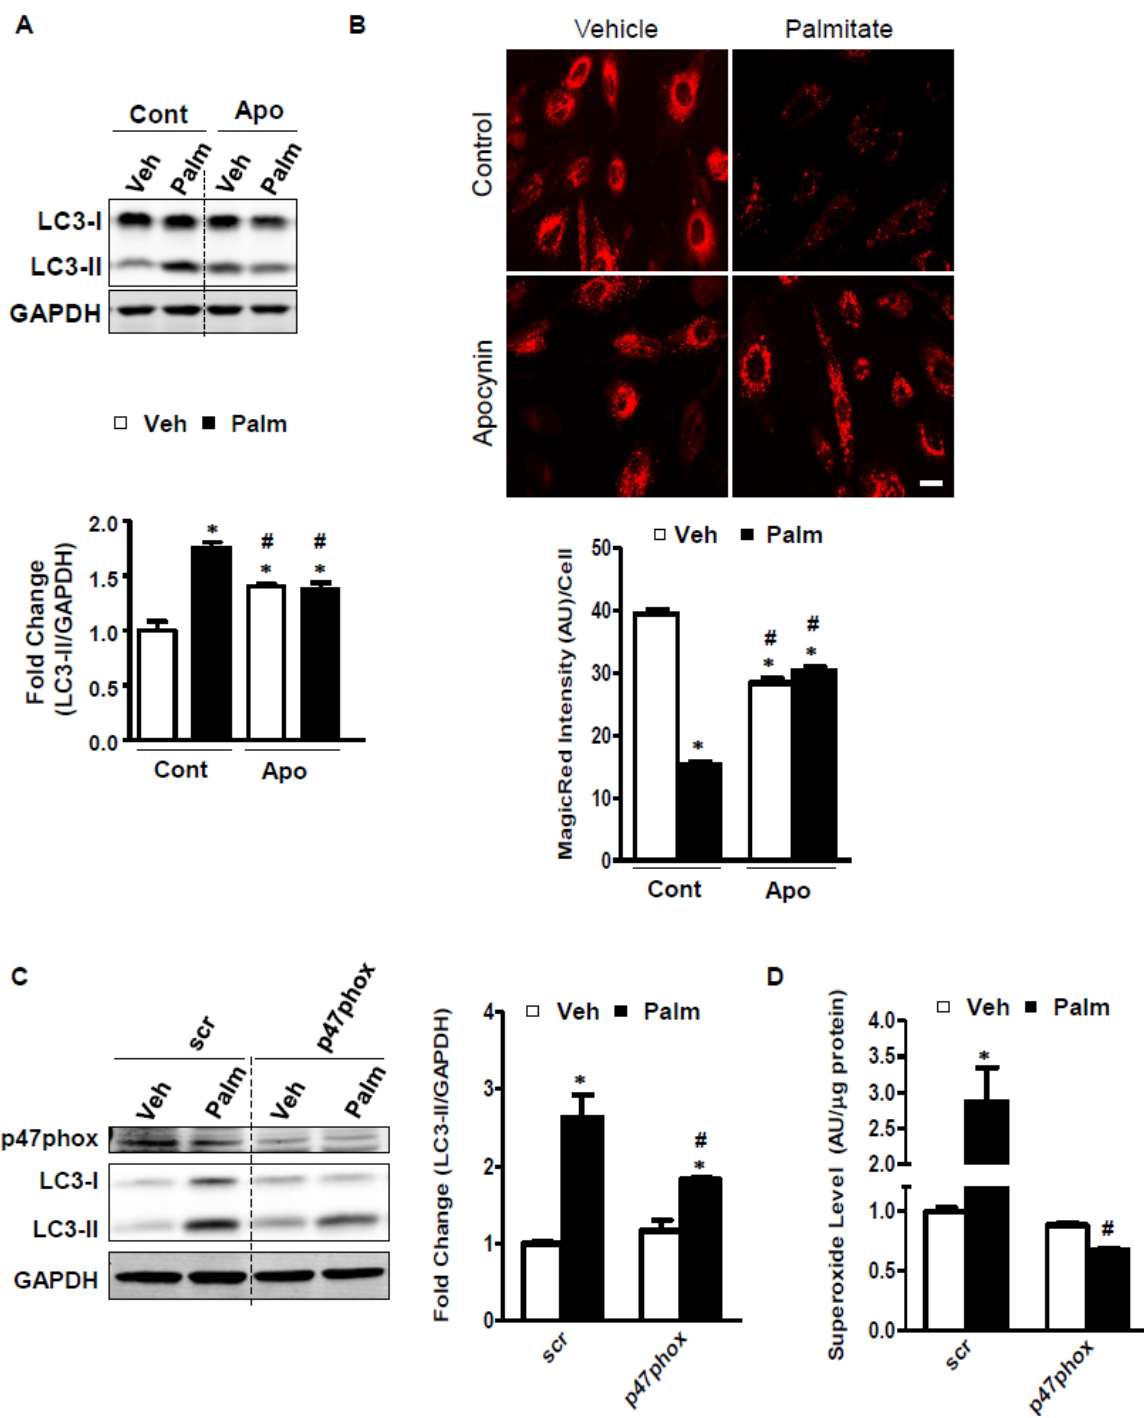 A
Cont Apo
Veh Palm Veh Palm
LC3-I
LC3-II
GAPDH
Veh Palm
Fold Change
(LC3-II/GAPDH)
2.0
1.5
1.0
0.5
0.0
* # * # *
Cont Apo
B
Vehicle Palmitate
Control
Apocynin
Veh Palm
MagicRed Intensity (AU)/Cell
50
40
30
20
10
0
* # * # *
Cont Apo
C
scr p47phox
Veh Palm Veh Palm
p47phox
LC3-I
LC3-II
GAPDH
Veh Palm
Fold Change (LC3-II/GAPDH)
4
3
2
1
0
* # *
scr p47phox
D
Veh Palm
Superoxide Level (AU/µg protein)
4.0
3.5
3.0
2.5
2.0
1.0
0.5
0.0
* #
scr p47phox